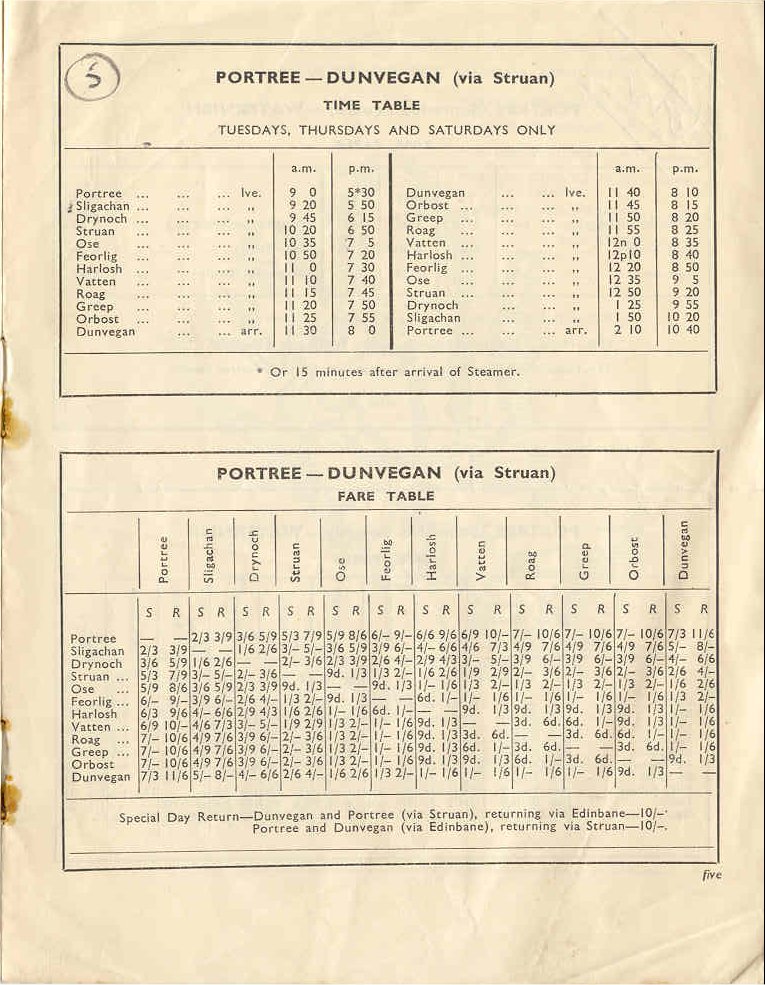 5
PORTREE — DUNVEGAN (via Struan)
TIME TABLE
TUESDAYS, THURSDAYS AND SATURDAYS ONLY
a.m. p.m. a.m. p.m.
Portree ... ... ... lve. 9 0 5*30 Dunvegan ... ... lve. 11 40 8 10
Sligachan ... ... ... ,, 9 20 5 50 Orbost ... ... ... ,, 11 45 8 15
Drynoch ... ... ... ,, 9 45 6 15 Greep ... ... ... ,, 11 50 8 20
Struan ... ... ... ,, 10 20 6 50 Roag ... ... ... ,, 11 55 8 25
Ose ... ... ... ,, 10 35 7 5 Vatten ... ... ... ,, 12n 0 8 35
Feorlig ... ... ... ,, 10 50 7 20 Harlosh ... ... ... ,, 12p10 8 40
Harlosh ... ... ... ,, 11 0 7 30 Feorlig ... ... ... ,, 12 20 8 50
Vatten ... ... ... ,, 11 10 7 40 Ose ... ... ... ,, 12 35 9 5
Roag ... ... ... ,, 11 15 7 45 Struan ... ... ... ,, 12 50 9 20
Greep ... ... ... ,, 11 20 7 50 Drynoch ... ... ,, 1 25 9 55
Orbost ... ... ... ,, 11 25 7 55 Sligachan ... ... ,, 1 50 10 20
Dunvegan ... ... arr. 11 30 8 0 Portree ... ... ... arr. 2 10 10 40
* Or 15 minutes after arrival of Steamer.
PORTREE — DUNVEGAN (via Struan)
FARE TABLE
Portree Sligachan Drynoch Struan Ose Feorlig Harlosh Vatten Roag Greep Orbost Dunvegan
S R S R S R S R S R S R S R S R S R S R S R S R
Portree — — 2/3 3/9 3/6 5/9 5/3 7/9 5/9 8/6 6/– 9/– 6/6 9/6 6/9 10/– 7/– 10/6 7/– 10/6 7/– 10/6 7/3 11/6
Sligachan 2/3 3/9 — — 1/6 2/6 3/– 5/– 3/6 5/9 3/9 6/– 4/– 6/6 4/6 7/3 4/9 7/6 4/9 7/6 4/9 7/6 5/– 8/–
Drynoch 3/6 5/9 1/6 2/6 — — 2/– 3/6 2/3 3/9 2/6 4/– 2/9 4/3 3/– 5/– 3/9 6/– 3/9 6/– 3/9 6/– 4/– 6/6
Struan ... 5/3 7/9 3/– 5/– 2/– 3/6 — — 9d. 1/3 1/3 2/– 1/6 2/6 1/9 2/9 2/– 3/6 2/– 3/6 2/– 3/6 2/6 4/–
Ose ... 5/9 8/6 3/6 5/9 2/3 3/9 9d. 1/3 — — 9d. 1/3 1/– 1/6 1/3 2/– 1/3 2/– 1/3 2/– 1/3 2/– 1/6 2/6
Feorlig ... 6/– 9/– 3/9 6/– 2/6 4/– 1/3 2/– 9d. 1/3 — — 6d. 1/– 1/– 1/6 1/– 1/6 1/– 1/6 1/– 1/6 1/3 2/–
Harlosh 6/3 9/6 4/– 6/6 2/9 4/3 1/6 2/6 1/– 1/6 6d. 1/– — — 9d. 1/3 9d. 1/3 9d. 1/3 9d. 1/3 1/– 1/6
Vatten ... 6/9 10/– 4/6 7/3 3/– 5/– 1/9 2/9 1/3 2/– 1/– 1/6 9d. 1/3 — — 3d. 6d. 6d. 1/– 9d. 1/3 1/– 1/6
Roag ... 7/– 10/6 4/9 7/6 3/9 6/– 2/– 3/6 1/3 2/– 1/– 1/6 9d. 1/3 3d. 6d. — — 3d. 6d. 6d. 1/– 1/– 1/6
Greep ... 7/– 10/6 4/9 7/6 3/9 6/– 2/– 3/6 1/3 2/– 1/– 1/6 9d. 1/3 6d. 1/– 3d. 6d. — — 3d. 6d. 1/– 1/6
Orbost 7/– 10/6 4/9 7/6 3/9 6/– 2/– 3/6 1/3 2/– 1/– 1/6 9d. 1/3 9d. 1/3 6d. 1/– 3d. 6d. — — 9d. 1/3
Dunvegan 7/3 11/6 5/– 8/– 4/– 6/6 2/6 4/– 1/6 2/6 1/3 2/– 1/– 1/6 1/– 1/6 1/– 1/6 1/– 1/6 9d. 1/3 — —
Special Day Return—Dunvegan and Portree (via Struan), returning via Edinbane—10/–
Portree and Dunvegan (via Edinbane), returning via Struan—10/–.
five